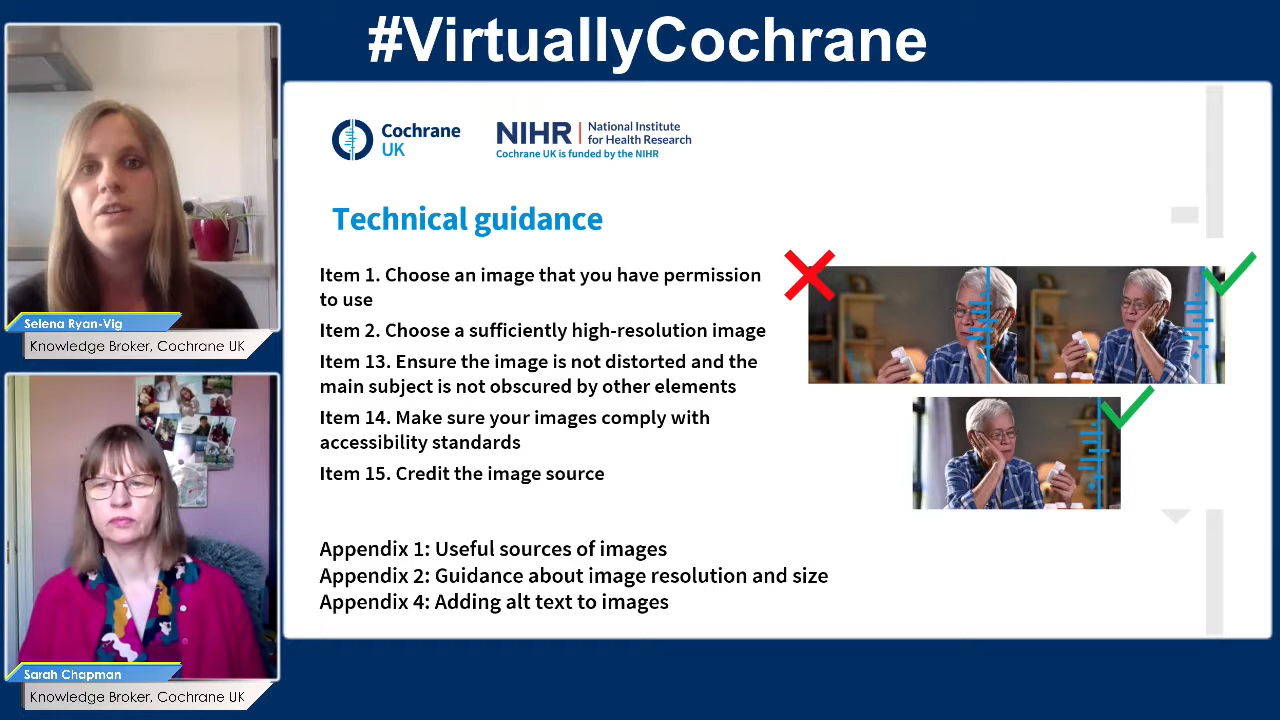 #VirtuallyCochrane
Cochrane
UK
NIHR | National Institute
for Health Research
Cochrane UK is funded by the NIHR
Technical guidance
Item 1. Choose an image that you have permission
to use
Item 2. Choose a sufficiently high-resolution image
Item 13. Ensure the image is not distorted and the
main subject is not obscured by other elements
Item 14. Make sure your images comply with
accessibility standards
Item 15. Credit the image source
Appendix 1: Useful sources of images
Appendix 2: Guidance about image resolution and size
Appendix 4: Adding alt text to images
Selena Ryan-Vig
Knowledge Broker, Cochrane UK
Sarah Chapman
Knowledge Broker, Cochrane UK